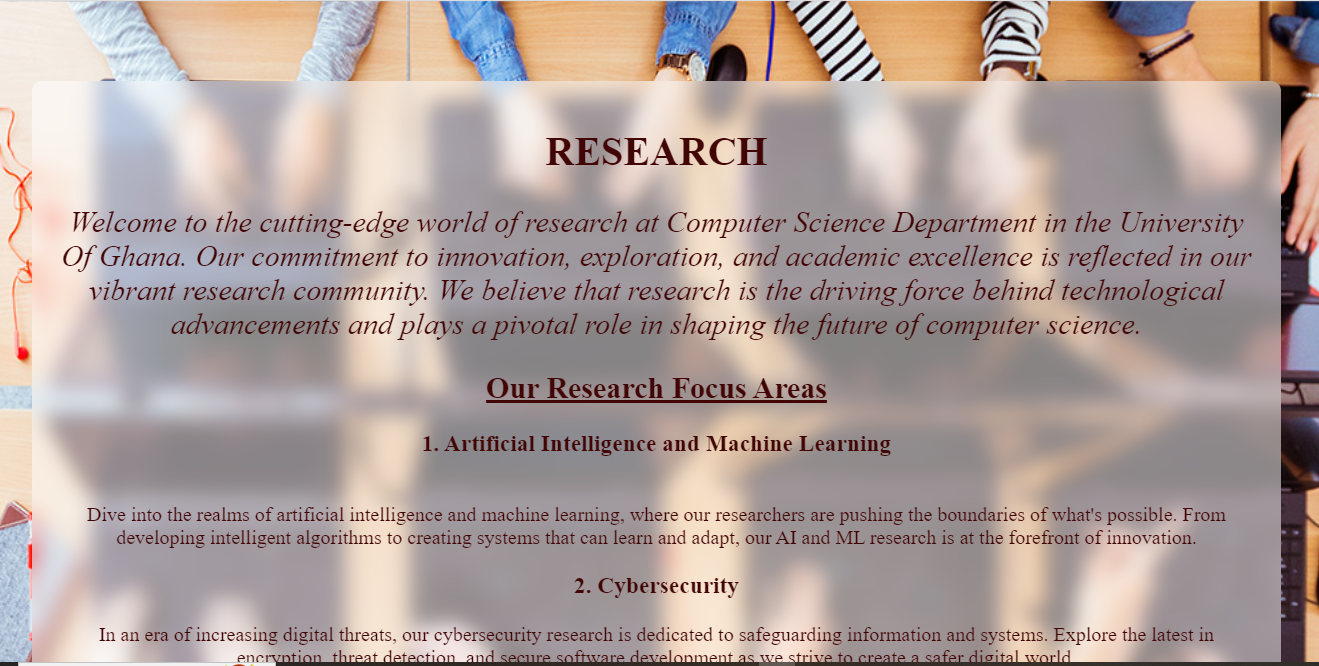 RESEARCH
Welcome to the cutting-edge world of research at Computer Science Department in the University
Of Ghana. Our commitment to innovation, exploration, and academic excellence is reflected in our
vibrant research community. We believe that research is the driving force behind technological
advancements and plays a pivotal role in shaping the future of computer science.
Our Research Focus Areas
1. Artificial Intelligence and Machine Learning
Dive into the realms of artificial intelligence and machine learning, where our researchers are pushing the boundaries of what's possible. From
developing intelligent algorithms to creating systems that can learn and adapt, our AI and ML research is at the forefront of innovation.
2. Cybersecurity
In an era of increasing digital threats, our cybersecurity research is dedicated to safeguarding information and systems. Explore the latest in
encryption, threat detection, and secure software development as we strive to create a safer digital world.